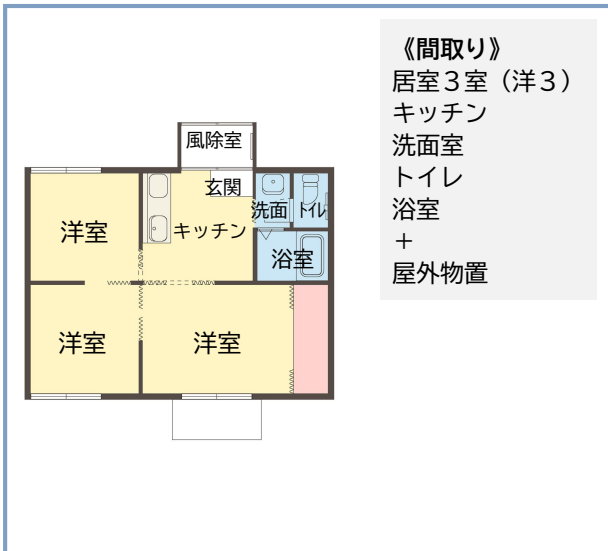 《間取り》
居室３室（洋３）
キッチン
洗面室
トイレ
浴室
＋
屋外物置
風除室
玄関
洗面
トイレ
キッチン
洋室
浴室
洋室
洋室